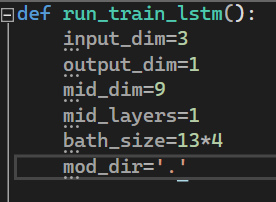 def run_train_lstm():
    input_dim=3
    output_dim=1
    mid_dim=9
    mid_layers=1
    bath_size=13*4
    mod_dir='.'